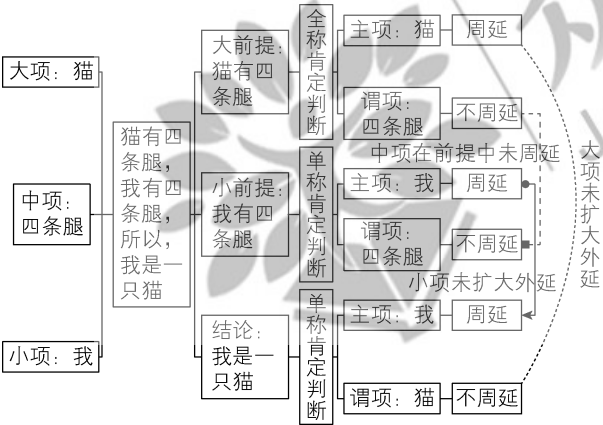 大项：猫
中项：
四条腿
小项：我
猫有四
条腿，
我有四
条腿，
所以，
我是一
只猫
大前提：
猫有四
条腿
全称肯定判断
主项：猫
周延
谓项：
四条腿
不周延
中项在前提中未周延
小前提：
我有四
条腿
单称肯定判断
主项：我
周延
谓项：
四条腿
不周延
小项未扩大外延
结论：
我是一
只猫
单称肯定判断
主项：我
周延
谓项：猫
不周延
大项未扩大外延